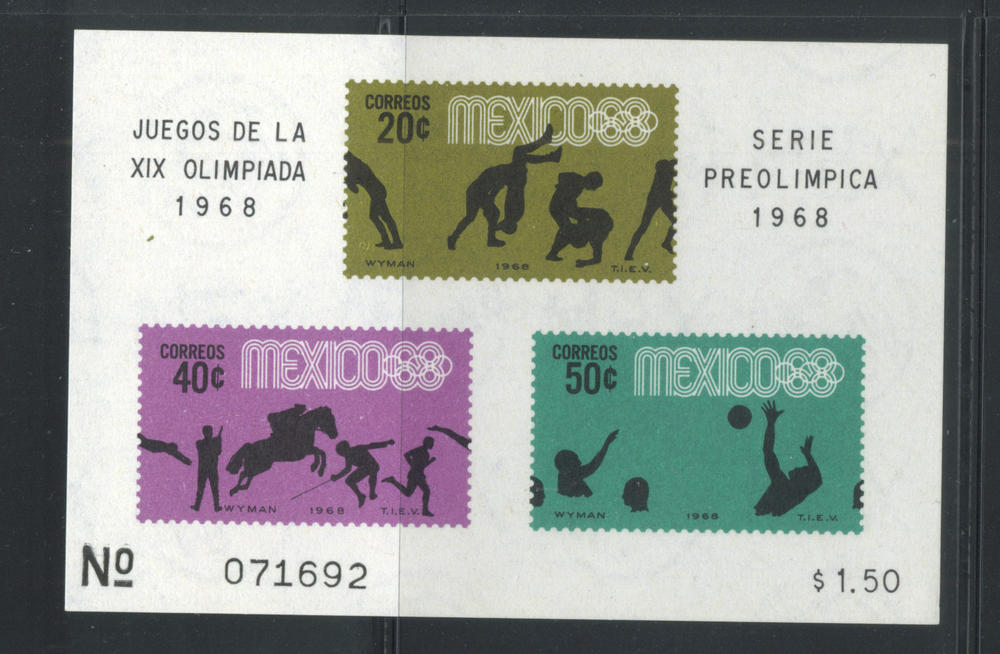 JUEGOS DE LA
XIX OLIMPIADA
1968
CORREOS
20¢
MEXICO68
WYMAN 1968 T.I.E.V.
SERIE
PREOLIMPICA
1968
CORREOS
40¢
MEXICO68
WYMAN 1968 T.I.E.V.
CORREOS
50¢
MEXICO68
WYMAN 1968 T.I.E.V.
Nº 071692
$1.50